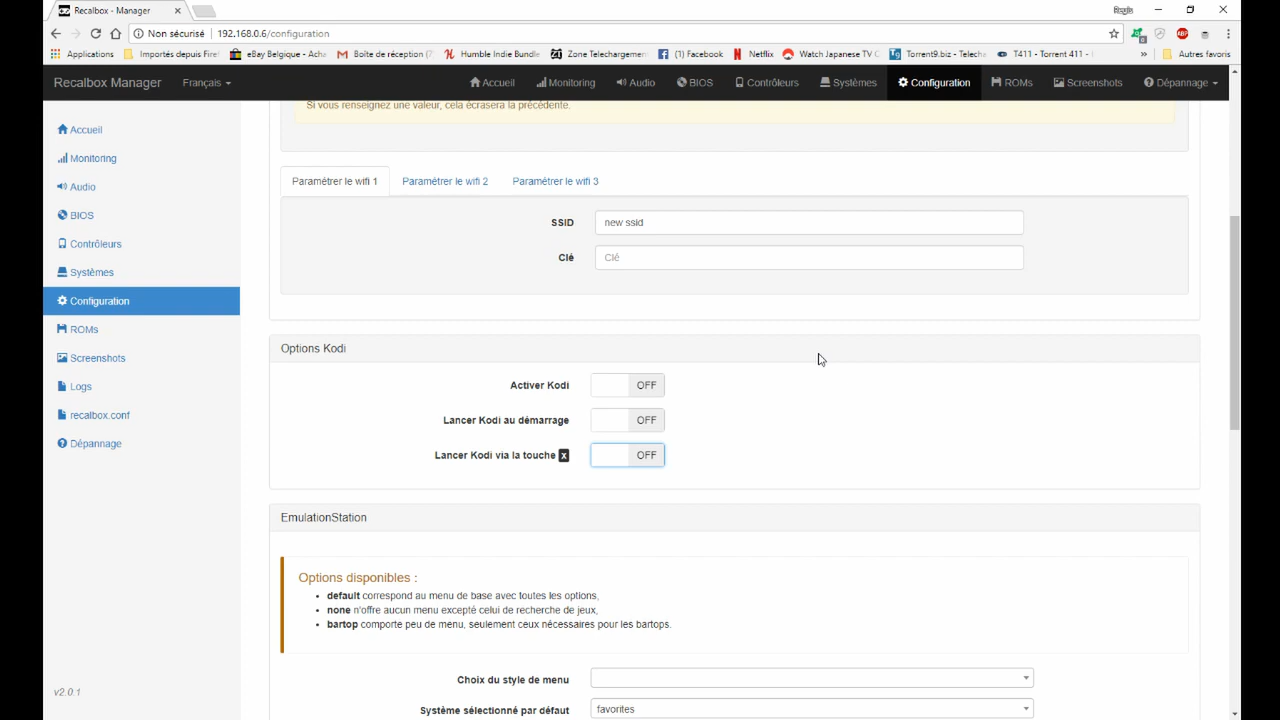 Recalbox - Manager
Regis
Non sécurisé
192.168.0.6/configuration
Applications
Importés depuis Firef
eBay Belgique - Acha
Boîte de réception (7
Humble Indie Bundle
Zone Telechargemen
(1) Facebook
Netflix
Watch Japanese TV C
Torrent9.biz - Telecha
T411 - Torrent 411 -
»
Autres favoris
Recalbox Manager
Français
Accueil
Monitoring
Audio
BIOS
Contrôleurs
Systèmes
Configuration
ROMs
Screenshots
Dépannage
Si vous renseignez une valeur, cela écrasera la précédente.
Accueil
Monitoring
Audio
BIOS
Contrôleurs
Systèmes
Configuration
ROMs
Screenshots
Logs
recalbox.conf
Dépannage
v2.0.1
Paramétrer le wifi 1
Paramétrer le wifi 2
Paramétrer le wifi 3
SSID
new ssid
Clé
Clé
Options Kodi
Activer Kodi
OFF
Lancer Kodi au démarrage
OFF
Lancer Kodi via la touche x
OFF
EmulationStation
Options disponibles :
• default correspond au menu de base avec toutes les options,
• none n'offre aucun menu excepté celui de recherche de jeux,
• bartop comporte peu de menu, seulement ceux nécessaires pour les bartops.
Choix du style de menu
Système sélectionné par défaut
favorites